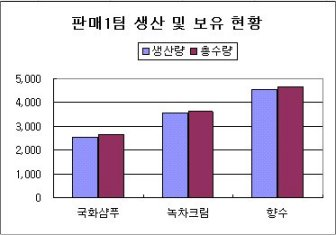 판매1팀 생산 및 보유 현황
생산량 총수량
5,000
4,000
3,000
2,000
1,000
0
국화샴푸 녹차크림 향수